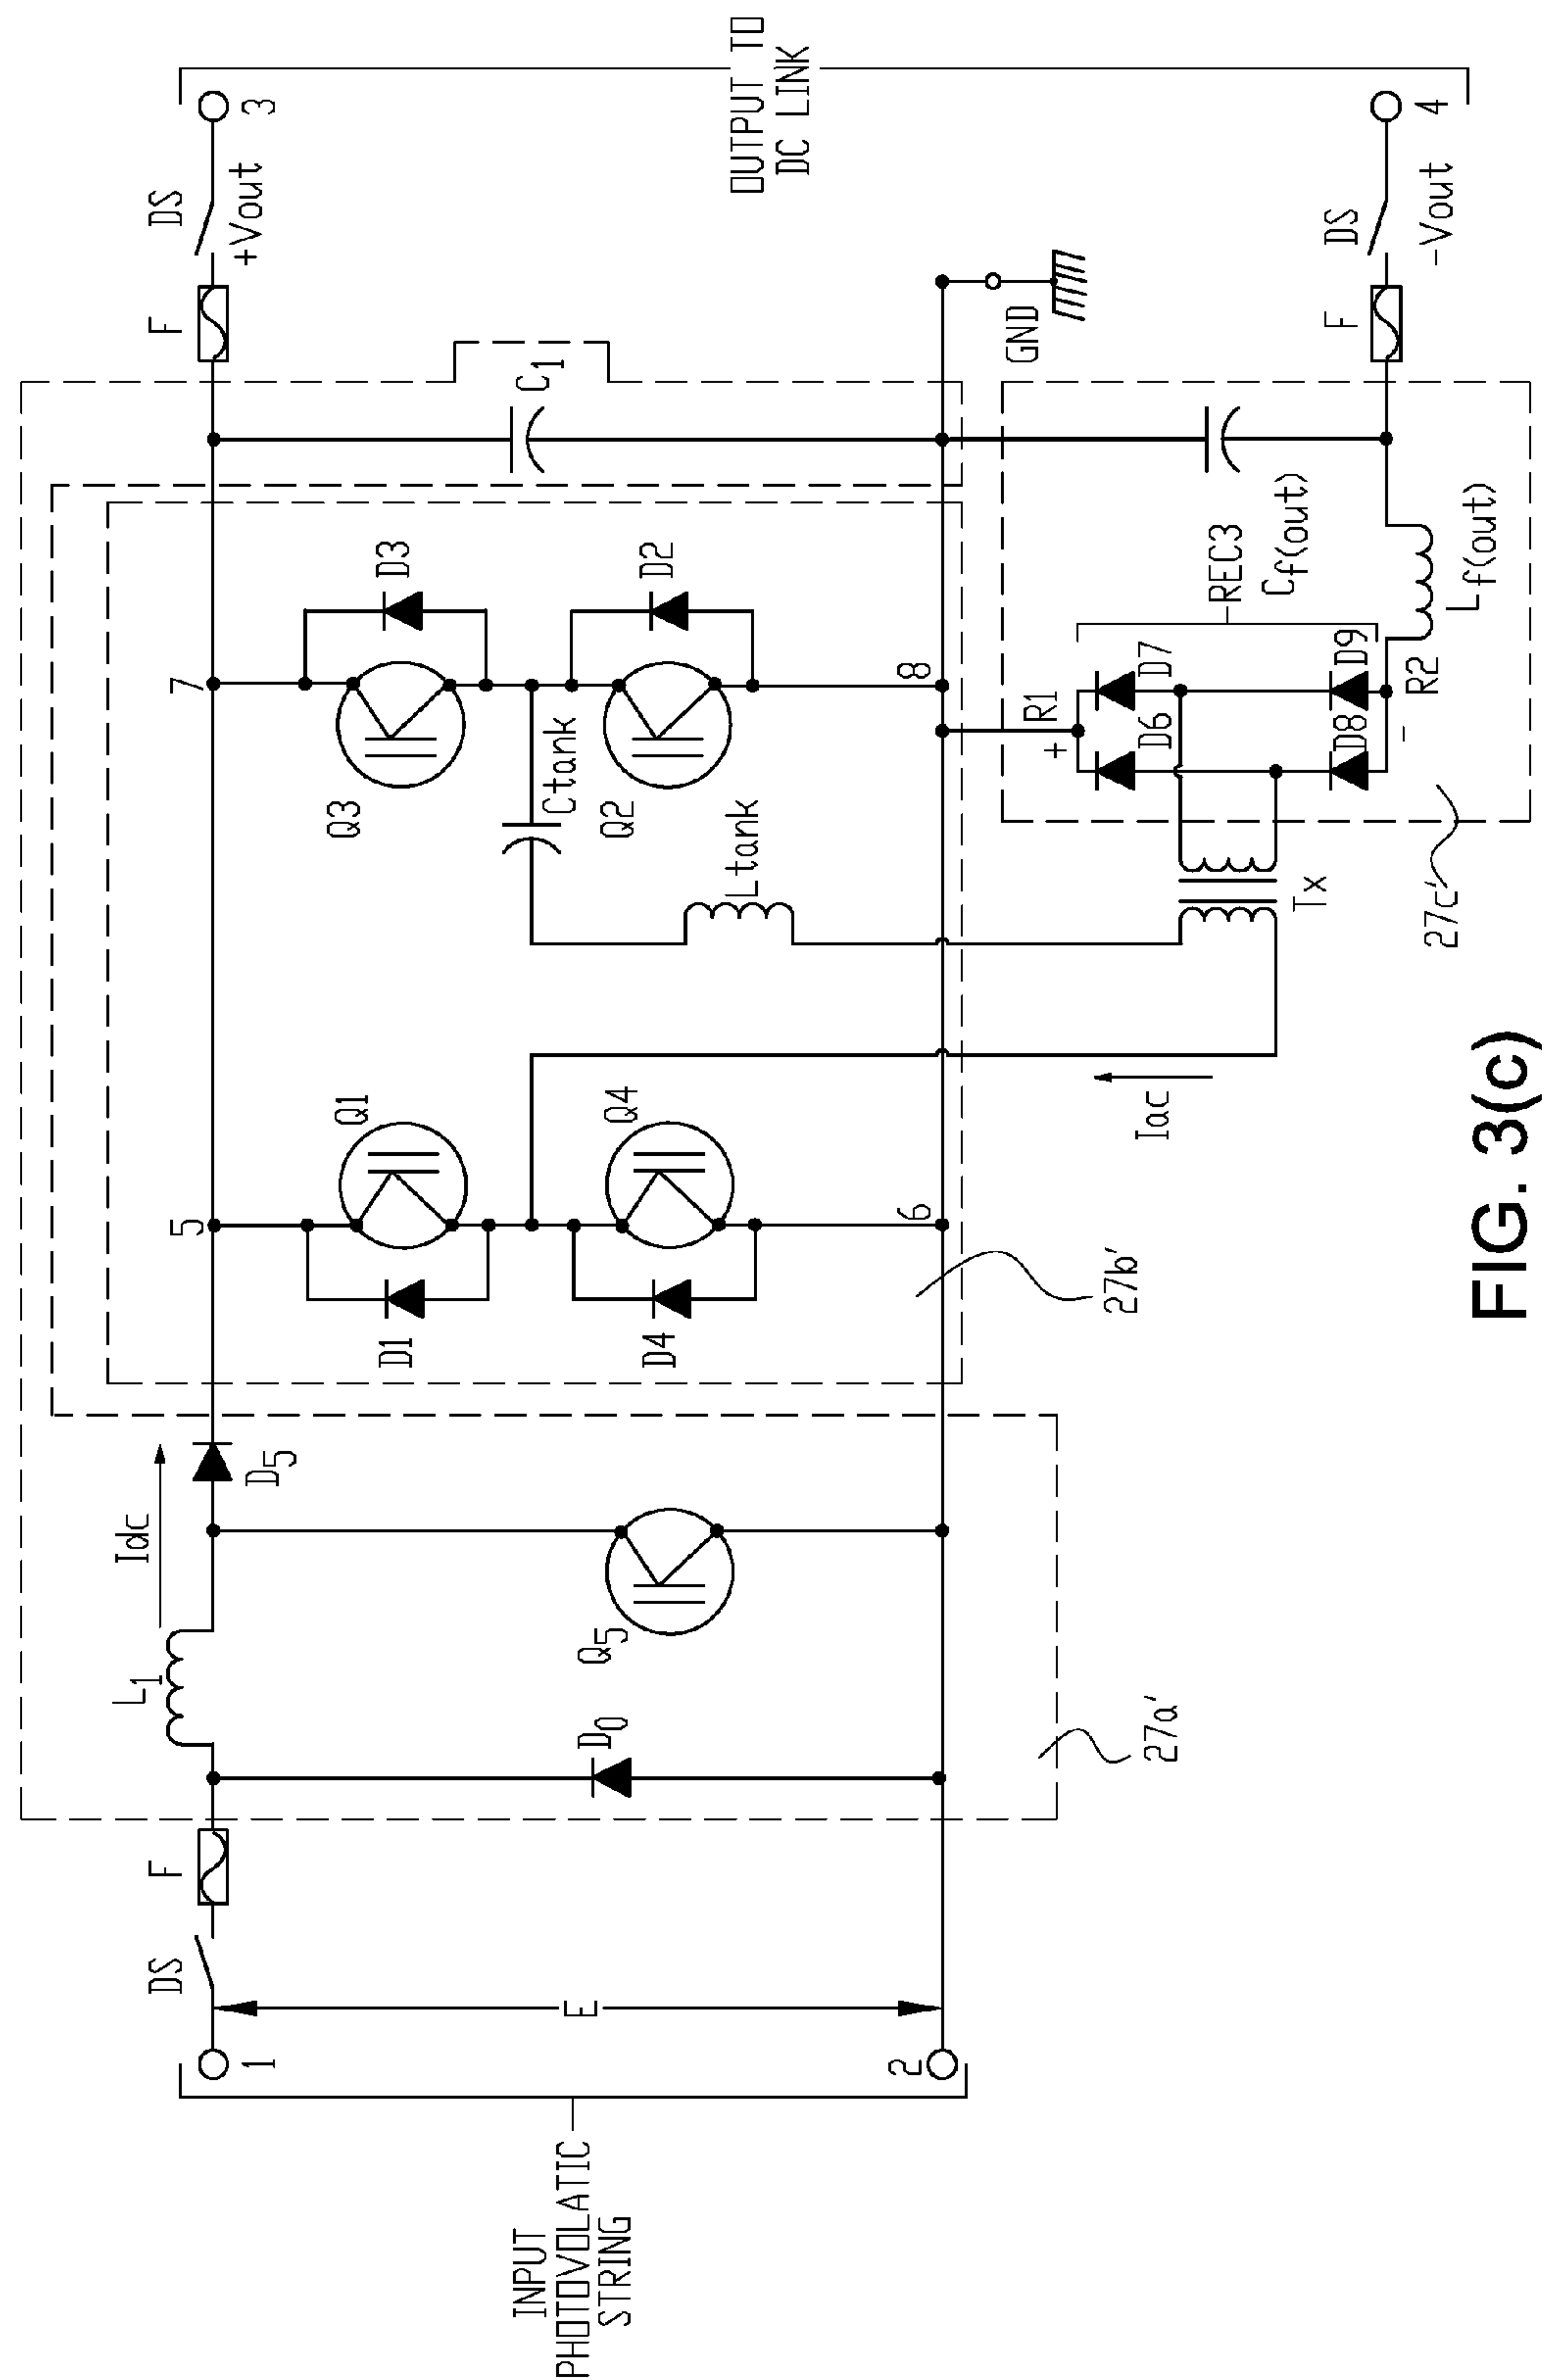 INPUT
PHOTOVOLATIC
STRING
1
2
E
DS
F
D0
L1
Idc
Q5
D5
27a'
5
6
D1
Q1
D4
Q4
27b'
Iac
7
8
Q3
D3
Q2
D2
Ctank
Ltank
Tx
C1
+
R1
D6
D7
D8
D9
REC3
-
R2
Cf(out)
Lf(out)
27c'
F
DS
+Vout
3
GND
F
DS
-Vout
4
OUTPUT TO
DC LINK
FIG. 3(c)